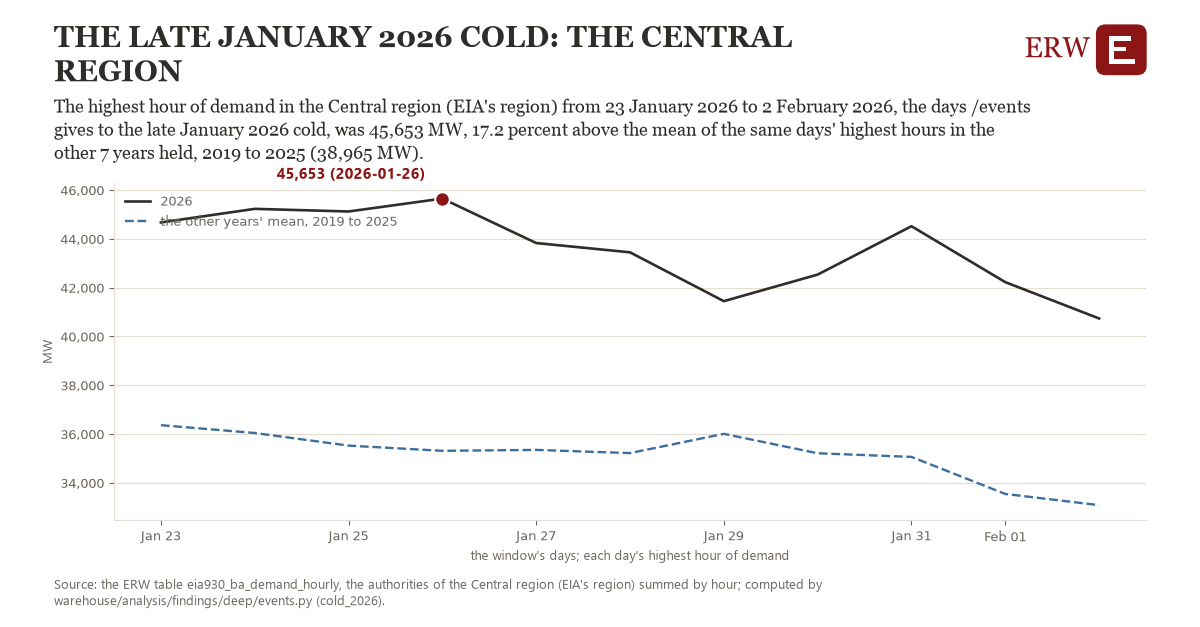 THE LATE JANUARY 2026 COLD: THE CENTRAL
REGION
ERW E
The highest hour of demand in the Central region (EIA's region) from 23 January 2026 to 2 February 2026, the days /events
gives to the late January 2026 cold, was 45,653 MW, 17.2 percent above the mean of the same days' highest hours in the
other 7 years held, 2019 to 2025 (38,965 MW).
45,653 (2026-01-26)
2026
the other years' mean, 2019 to 2025
46,000
44,000
42,000
40,000
38,000
36,000
34,000
MW
Jan 23
Jan 25
Jan 27
Jan 29
Jan 31
Feb 01
the window's days; each day's highest hour of demand
Source: the ERW table eia930_ba_demand_hourly, the authorities of the Central region (EIA's region) summed by hour; computed by
warehouse/analysis/findings/deep/events.py (cold_2026).